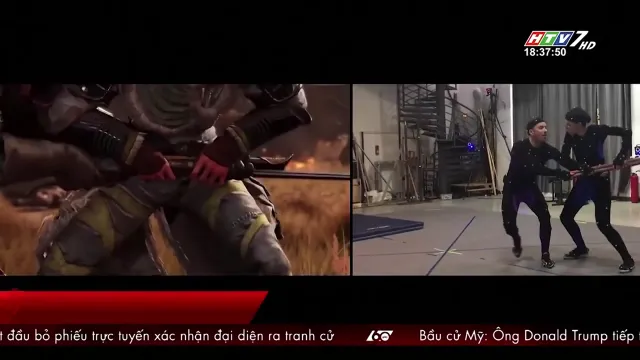 HTV7 HD
18:37:50
t đầu bỏ phiếu trực tuyến xác nhận đại diện ra tranh cử 60 Bầu cử Mỹ: Ông Donald Trump tiếp t